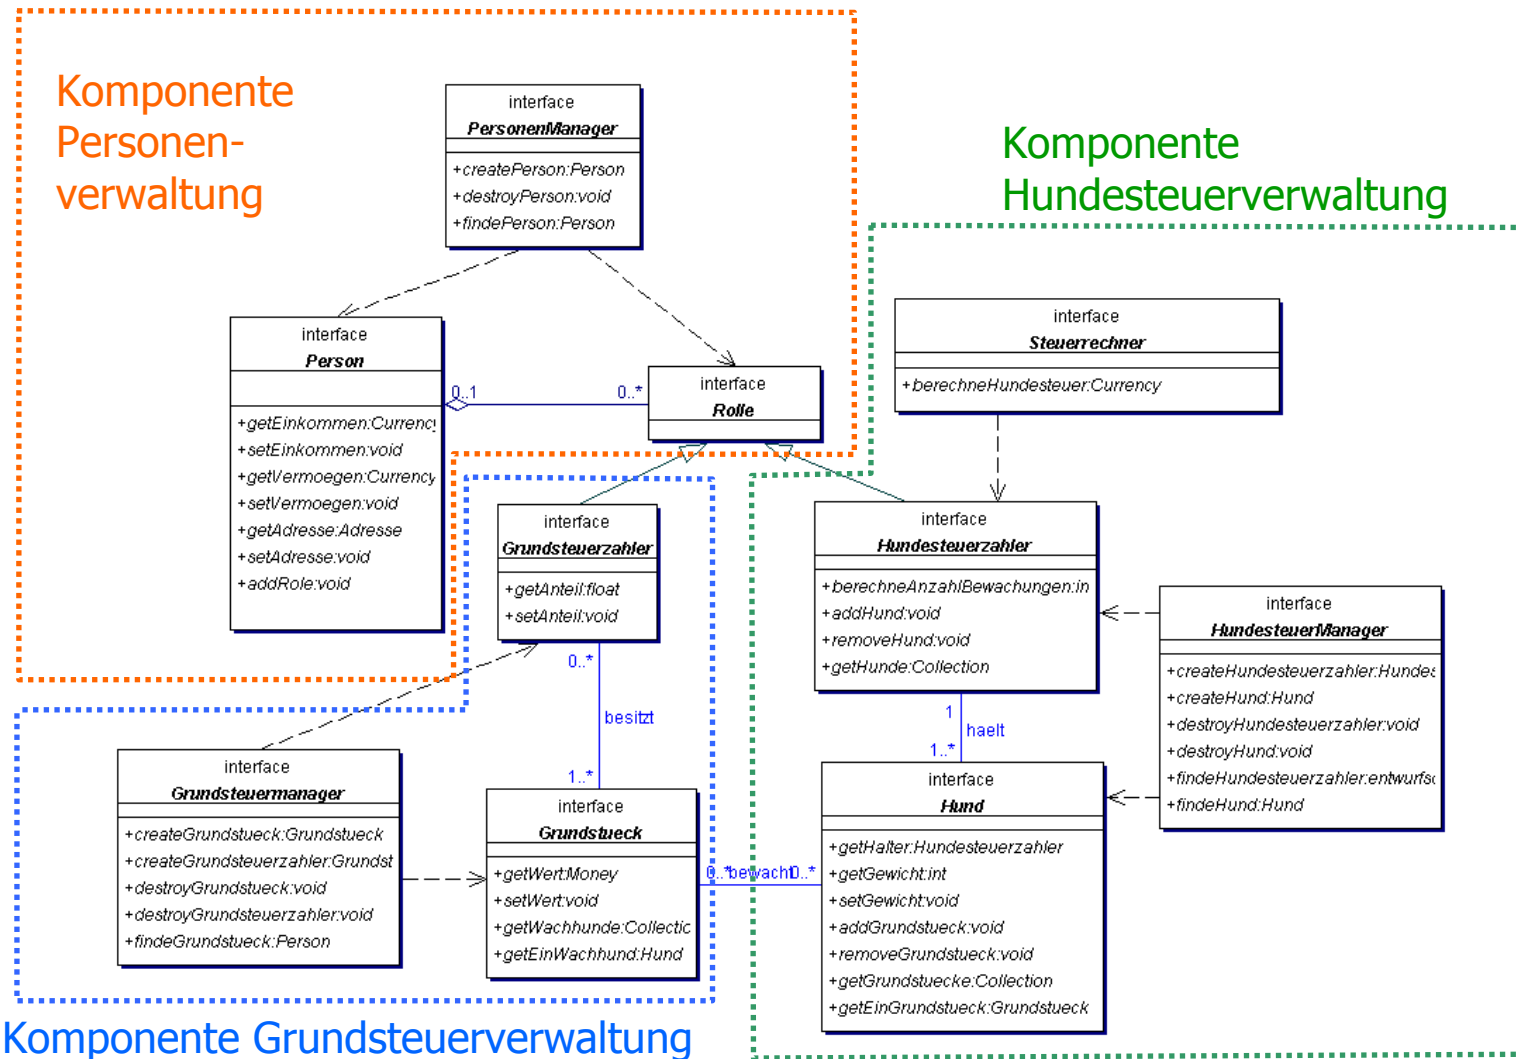 Komponente
Personen-
verwaltung
interface
PersonenManager
+createPerson:Person
+destroyPerson:void
+findePerson:Person
Komponente
Hundesteuerverwaltung
interface
Person
+getEinkommen:Currency
+setEinkommen:void
+getVermoegen:Currency
+setVermoegen:void
+getAdresse:Adresse
+setAdresse:void
+addRole:void
0..1
0..*
interface
Rolle
interface
Steuerrechner
+berechneHundesteuer:Currency
interface
Grundsteuerzahler
+getAnteil:float
+setAnteil:void
interface
Hundesteuerzahler
+berechneAnzahlBewachungen:in
+addHund:void
+removeHund:void
+getHunde:Collection
interface
HundesteuerManager
+createHundesteuerzahler:Hundes
+createHund:Hund
+destroyHundesteuerzahler:void
+destroyHund:void
+findeHundesteuerzahler:entwurfs
+findeHund:Hund
0..*
besitzt
1..*
1
haelt
1..*
interface
Grundsteuermanager
+createGrundstueck:Grundstueck
+createGrundsteuerzahler:Grundst
+destroyGrundstueck:void
+destroyGrundsteuerzahler:void
+findeGrundstueck:Person
interface
Grundstueck
+getWert:Money
+setWert:void
+getWachhunde:Collectic
+getEinWachhund:Hund
0..*bewacht0..*
interface
Hund
+getHalter:Hundesteuerzahler
+getGewicht:int
+setGewicht:void
+addGrundstueck:void
+removeGrundstueck:void
+getGrundstuecke:Collection
+getEinGrundstueck:Grundstueck
Komponente Grundsteuerverwaltung